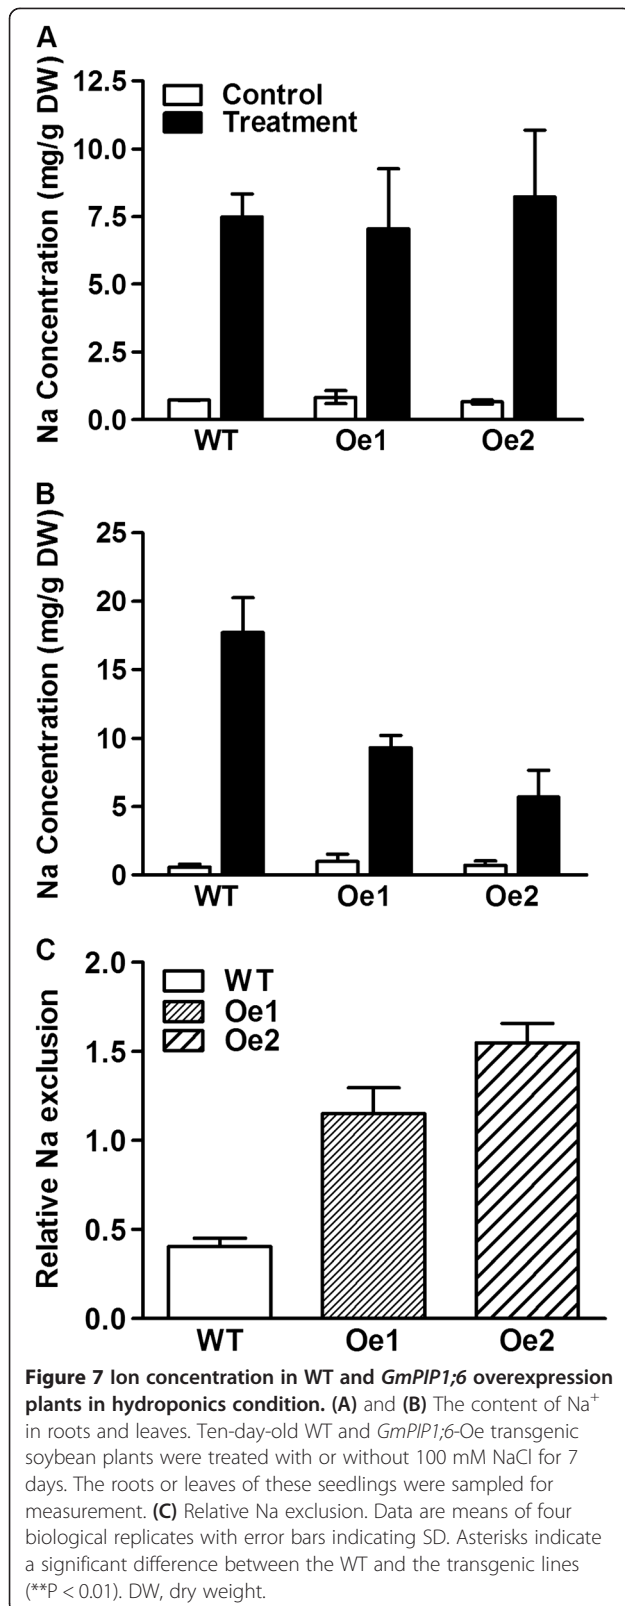 A
Na Concentration (mg/g DW)
12.5
10.0
7.5
5.0
2.5
0.0
Control
Treatment
WT Oe1 Oe2
B
Na Concentration (mg/g DW)
25
20
15
10
5
0
WT Oe1 Oe2
C
Relative Na exclusion
2.0
1.5
1.0
0.5
0.0
WT
Oe1
Oe2
WT Oe1 Oe2
Figure 7 Ion concentration in WT and GmPIP1;6 overexpression
plants in hydroponics condition. (A) and (B) The content of Na⁺
in roots and leaves. Ten-day-old WT and GmPIP1;6-Oe transgenic
soybean plants were treated with or without 100 mM NaCl for 7
days. The roots or leaves of these seedlings were sampled for
measurement. (C) Relative Na exclusion. Data are means of four
biological replicates with error bars indicating SD. Asterisks indicate
a significant difference between the WT and the transgenic lines
(**P < 0.01). DW, dry weight.